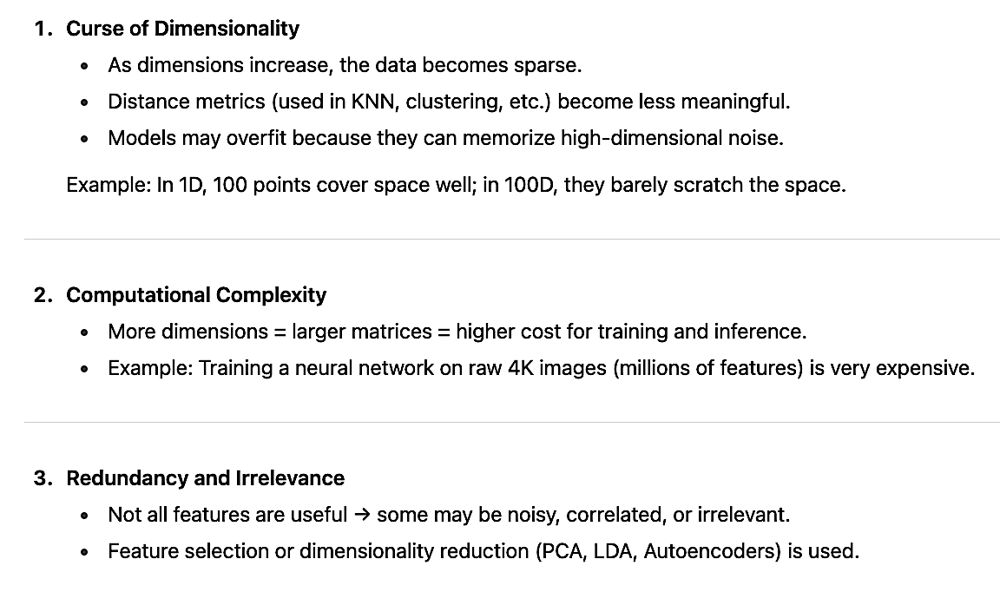 1. Curse of Dimensionality
• As dimensions increase, the data becomes sparse.
• Distance metrics (used in KNN, clustering, etc.) become less meaningful.
• Models may overfit because they can memorize high-dimensional noise.
Example: In 1D, 100 points cover space well; in 100D, they barely scratch the space.
2. Computational Complexity
• More dimensions = larger matrices = higher cost for training and inference.
• Example: Training a neural network on raw 4K images (millions of features) is very expensive.
3. Redundancy and Irrelevance
• Not all features are useful → some may be noisy, correlated, or irrelevant.
• Feature selection or dimensionality reduction (PCA, LDA, Autoencoders) is used.